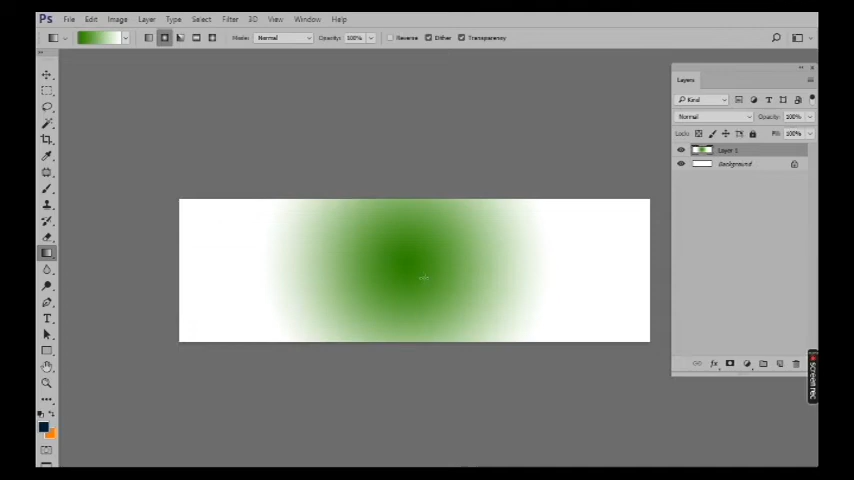 Ps File Edit Image Layer Type Select Filter 3D View Window Help
Mode: Normal Opacity: 100% Reverse Dither Transparency
Layers
Kind
Normal Opacity: 100%
Lock: Fill: 100%
Layer 1
Background
screenrec